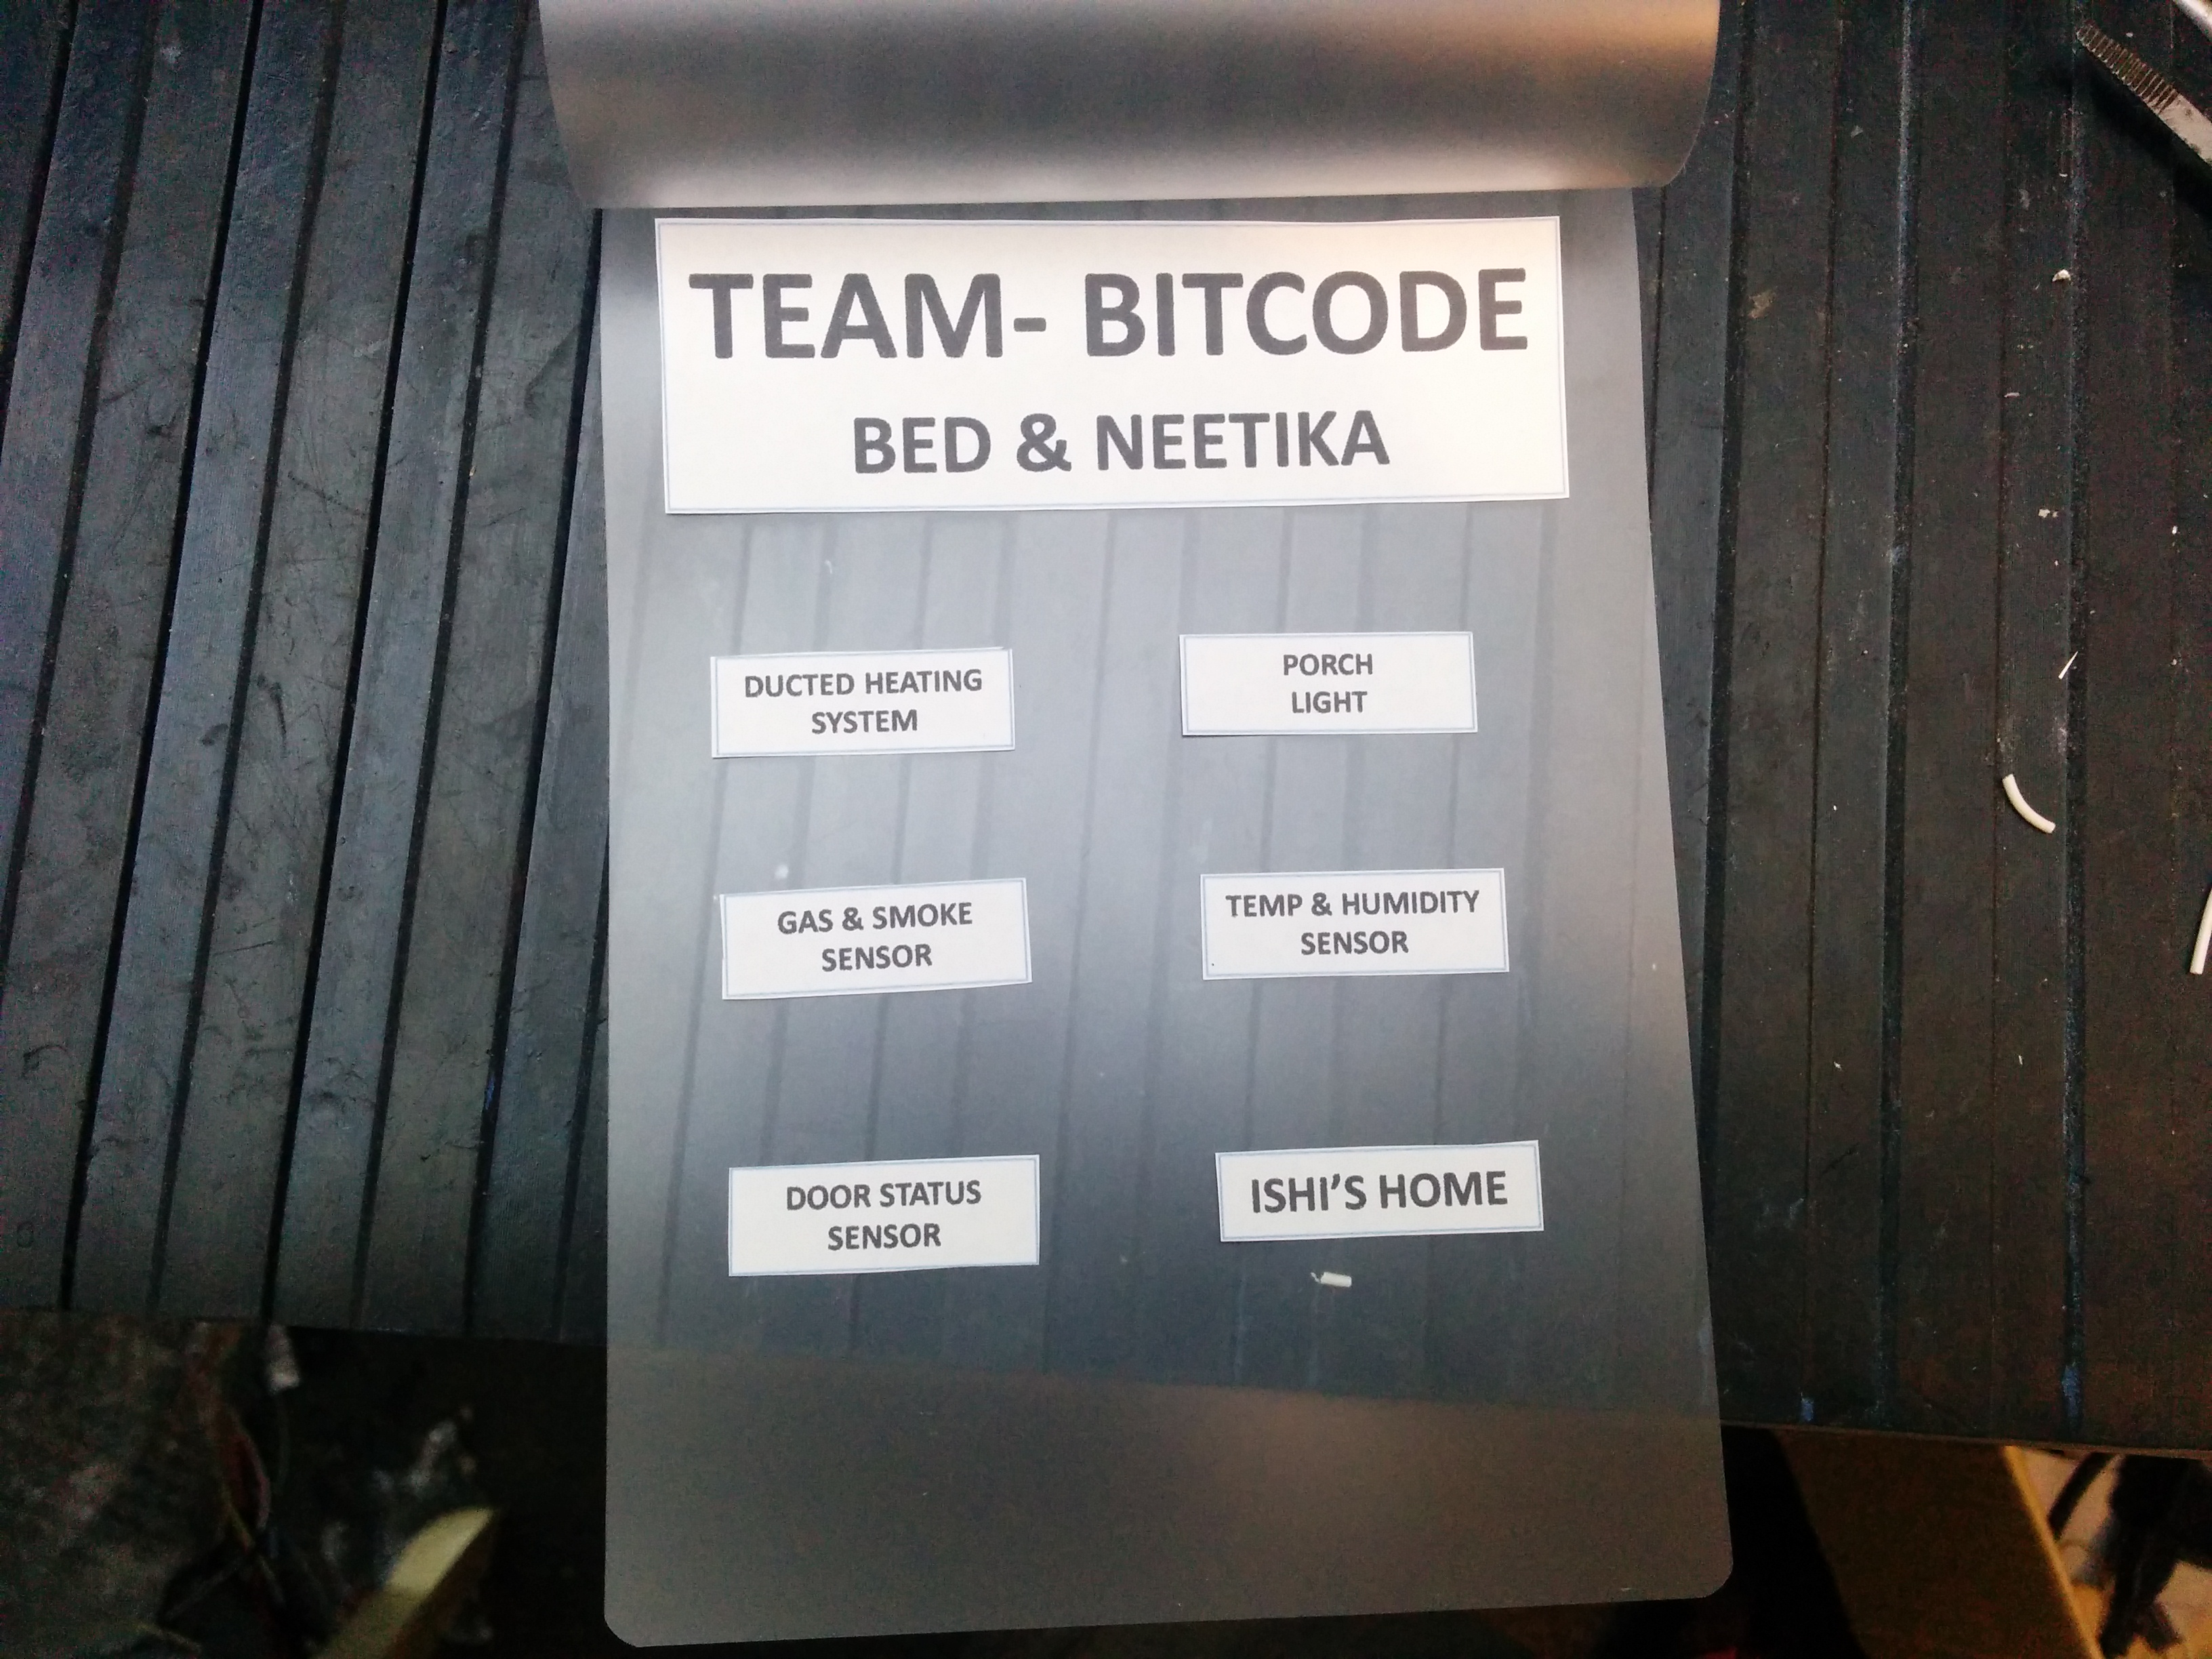 TEAM- BITCODE
BED & NEETIKA
DUCTED HEATING
SYSTEM
PORCH
LIGHT
GAS & SMOKE
SENSOR
TEMP & HUMIDITY
SENSOR
DOOR STATUS
SENSOR
ISHI'S HOME